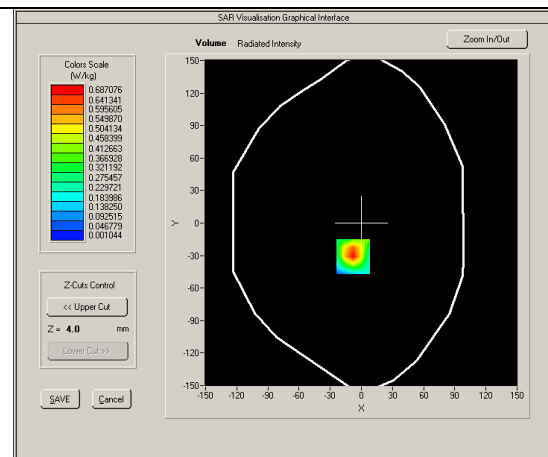 SAR Visualisation Graphical Interface
Volume Radiated Intensity
Zoom In/Out
Colors Scale
(W/kg)
0.687076
0.641341
0.595605
0.549870
0.504134
0.458399
0.412663
0.366928
0.321192
0.275457
0.229721
0.183986
0.138250
0.092515
0.046779
0.001044
Z-Cuts Control
<< Upper Cut
Z = 4.0 mm
Lower Cut >>
SAVE Cancel
150
120
90
60
30
0
-30
-60
-90
-120
-150
Y
-150 -120 -90 -60 -30 0 30 60 90 120 150
X